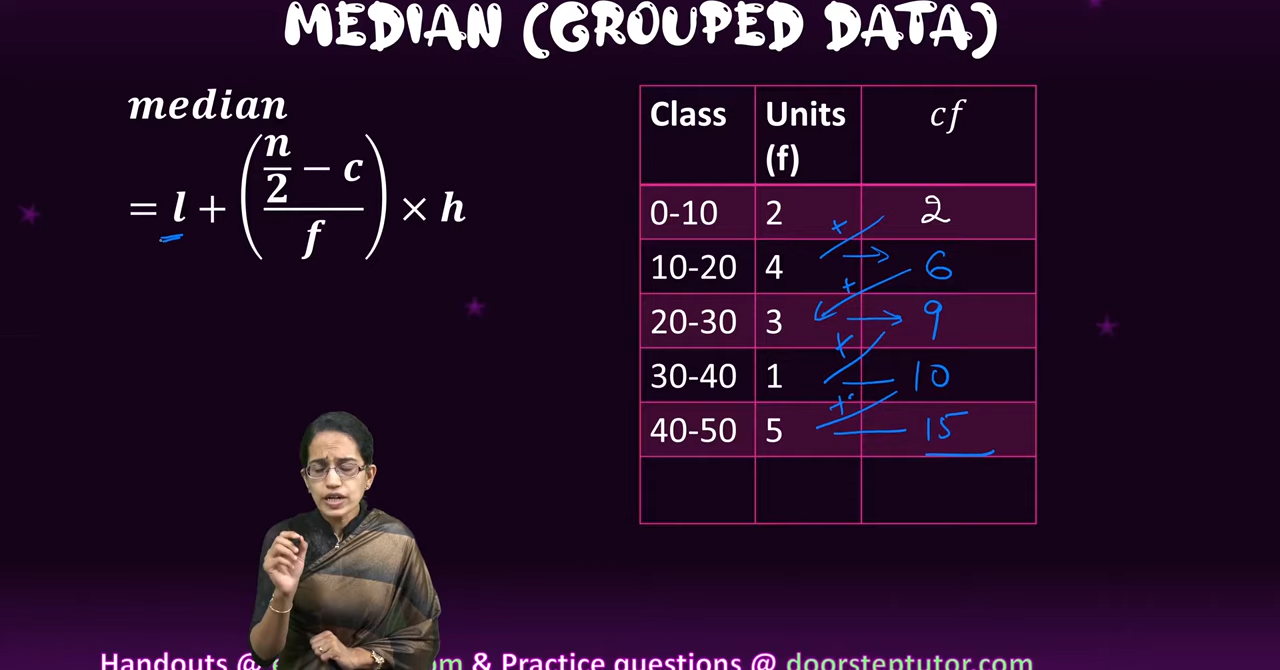 MEDIAN (GROUPED DATA)
median
= l + ((n/2 − c)/f) × h
Class Units (f) cf
0-10 2 2
10-20 4 6
20-30 3 9
30-40 1 10
40-50 5 15
+
+
+
+
Handouts @ e om & Practice questions @ doorsteptutor.com